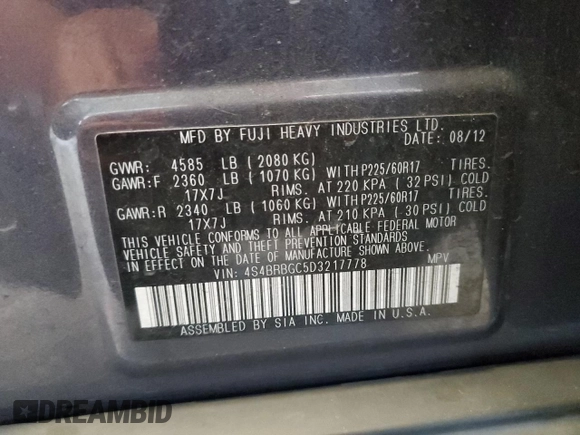 MFD BY FUJI HEAVY INDUSTRIES LTD.
DATE: 08/12
GVWR: 4585 LB ( 2080 KG)
GAWR:F 2360 LB ( 1070 KG) WITH P225/60R17 TIRES.
17X7J RIMS. AT 220 KPA ( 32 PSI) COLD
GAWR:R 2340 LB ( 1060 KG) WITH P225/60R17 TIRES.
17X7J RIMS. AT 210 KPA ( 30 PSI) COLD
THIS VEHICLE CONFORMS TO ALL APPLICABLE FEDERAL MOTOR
VEHICLE SAFETY AND THEFT PREVENTION STANDARDS
IN EFFECT ON THE DATE OF MANUFACTURE SHOWN ABOVE.
VIN: 4S4BRBGC5D3217778 MPV
ASSEMBLED BY SIA INC. MADE IN U.S.A.
DREAMBID